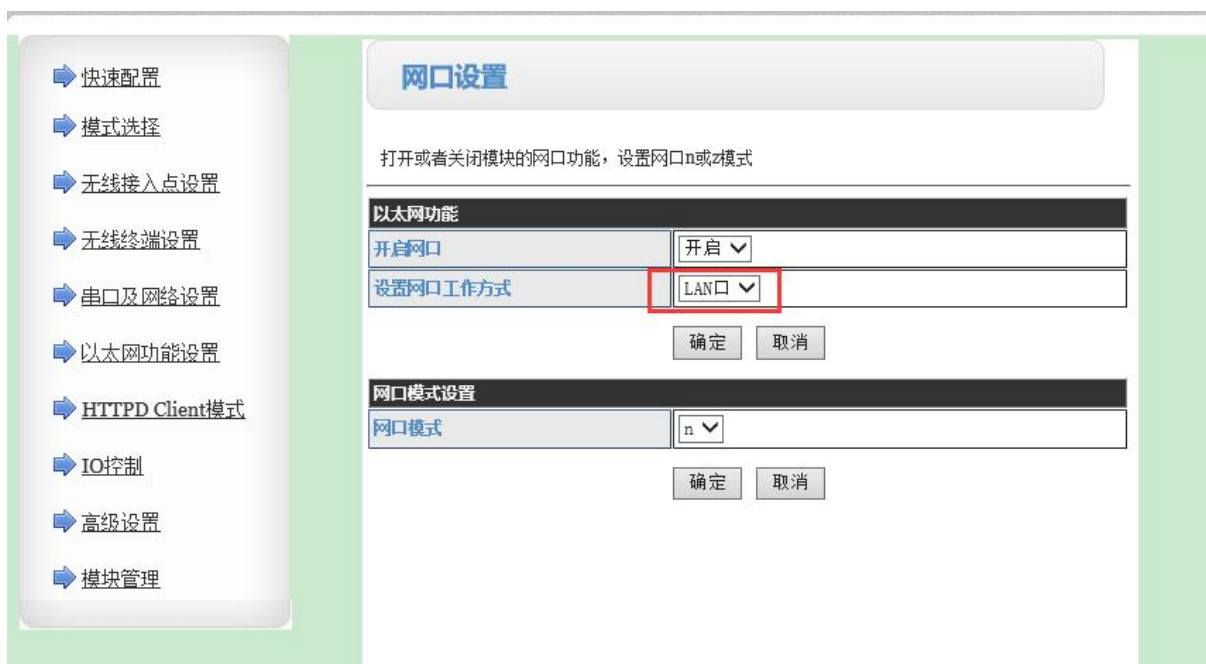 快速配置
模式选择
无线接入点设置
无线终端设置
串口及网络设置
以太网功能设置
HTTPD Client模式
IO控制
高级设置
模块管理
网口设置
打开或者关闭模块的网口功能，设置网口n或z模式
以太网功能
开启网口 开启
设置网口工作方式 LAN口
确定 取消
网口模式设置
网口模式 n
确定 取消